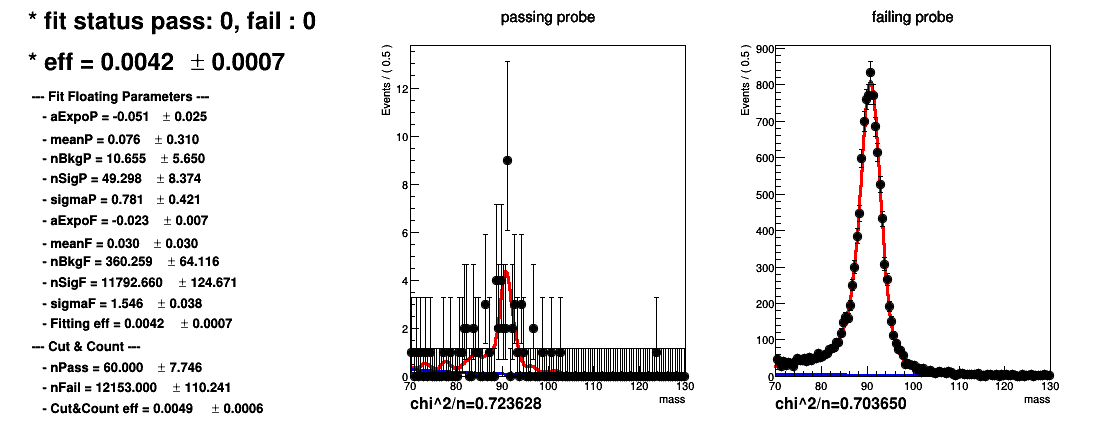 * fit status pass: 0, fail : 0
* eff = 0.0042 ± 0.0007
--- Fit Floating Parameters ---
- aExpoP = -0.051 ± 0.025
- meanP = 0.076 ± 0.310
- nBkgP = 10.655 ± 5.650
- nSigP = 49.298 ± 8.374
- sigmaP = 0.781 ± 0.421
- aExpoF = -0.023 ± 0.007
- meanF = 0.030 ± 0.030
- nBkgF = 360.259 ± 64.116
- nSigF = 11792.660 ± 124.671
- sigmaF = 1.546 ± 0.038
- Fitting eff = 0.0042 ± 0.0007
--- Cut & Count ---
- nPass = 60.000 ± 7.746
- nFail = 12153.000 ± 110.241
- Cut&Count eff = 0.0049 ± 0.0006
passing probe
Events / ( 0.5 )
12
10
8
6
4
2
0
70 80 90 100 110 120 130
mass
chi^2/n=0.723628
failing probe
Events / ( 0.5 )
900
800
700
600
500
400
300
200
100
0
70 80 90 100 110 120 130
mass
chi^2/n=0.703650